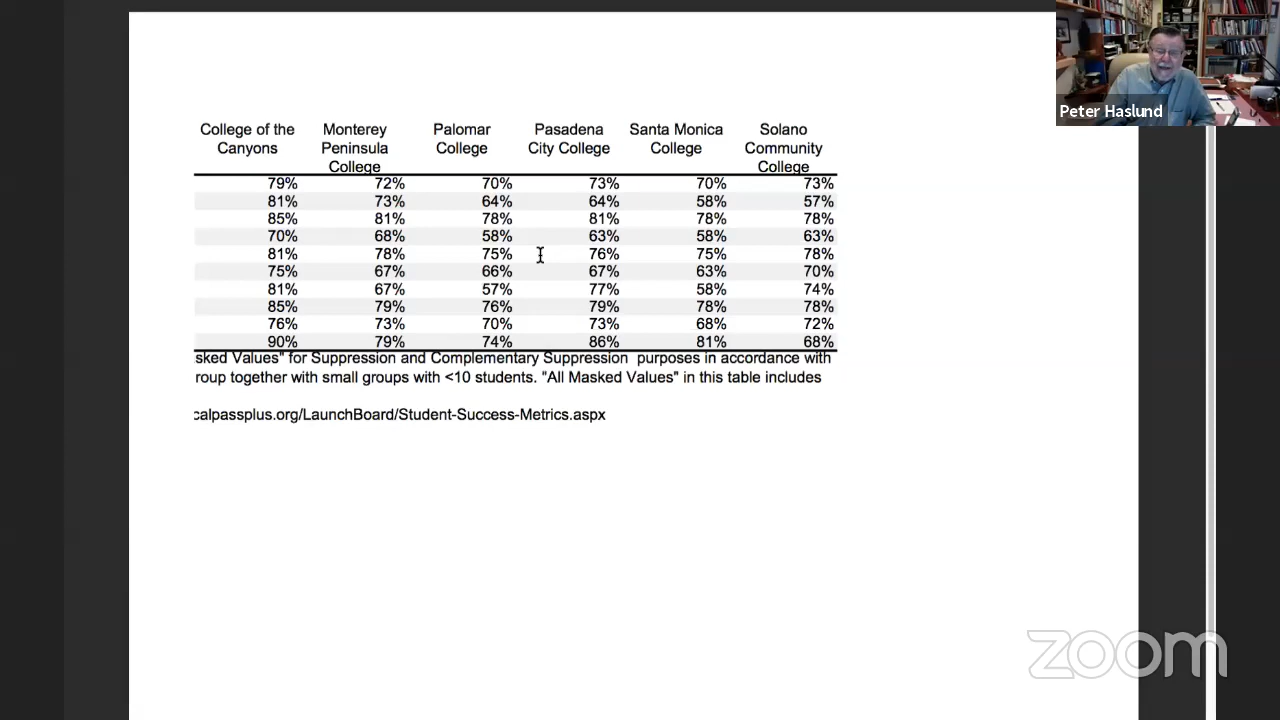 Peter Haslund
College of the Canyons Monterey Peninsula College Palomar College Pasadena City College Santa Monica College Solano Community College
79% 72% 70% 73% 70% 73%
81% 73% 64% 64% 58% 57%
85% 81% 78% 81% 78% 78%
70% 68% 58% 63% 58% 63%
81% 78% 75% 76% 75% 78%
75% 67% 66% 67% 63% 70%
81% 67% 57% 77% 58% 74%
85% 79% 76% 79% 78% 78%
76% 73% 70% 73% 68% 72%
90% 79% 74% 86% 81% 68%
sked Values" for Suppression and Complementary Suppression purposes in accordance with
roup together with small groups with <10 students. "All Masked Values" in this table includes
calpassplus.org/LaunchBoard/Student-Success-Metrics.aspx
zoom